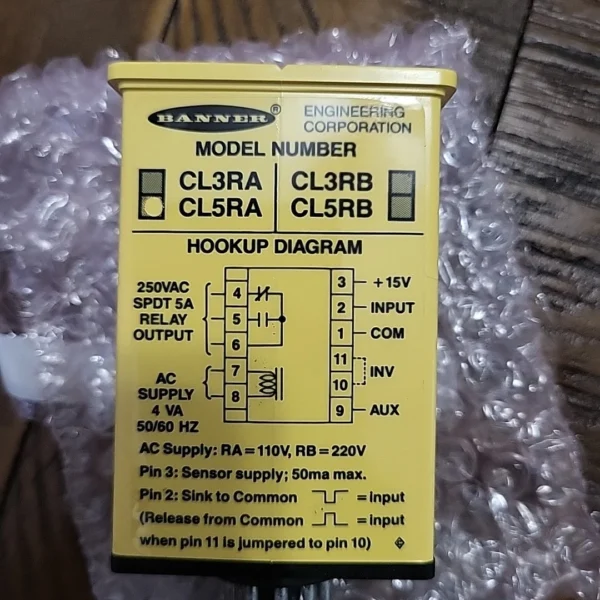 BANNER® ENGINEERING CORPORATION
MODEL NUMBER
CL3RA CL3RB
CL5RA CL5RB
HOOKUP DIAGRAM
250VAC
SPDT 5A
RELAY
OUTPUT
4
5
6
AC
SUPPLY
4 VA
50/60 HZ
7
8
3 +15V
2 INPUT
1 COM
11
10
INV
9 AUX
AC Supply: RA=110V, RB=220V
Pin 3: Sensor supply; 50ma max.
Pin 2: Sink to Common = input
(Release from Common = input
when pin 11 is jumpered to pin 10)